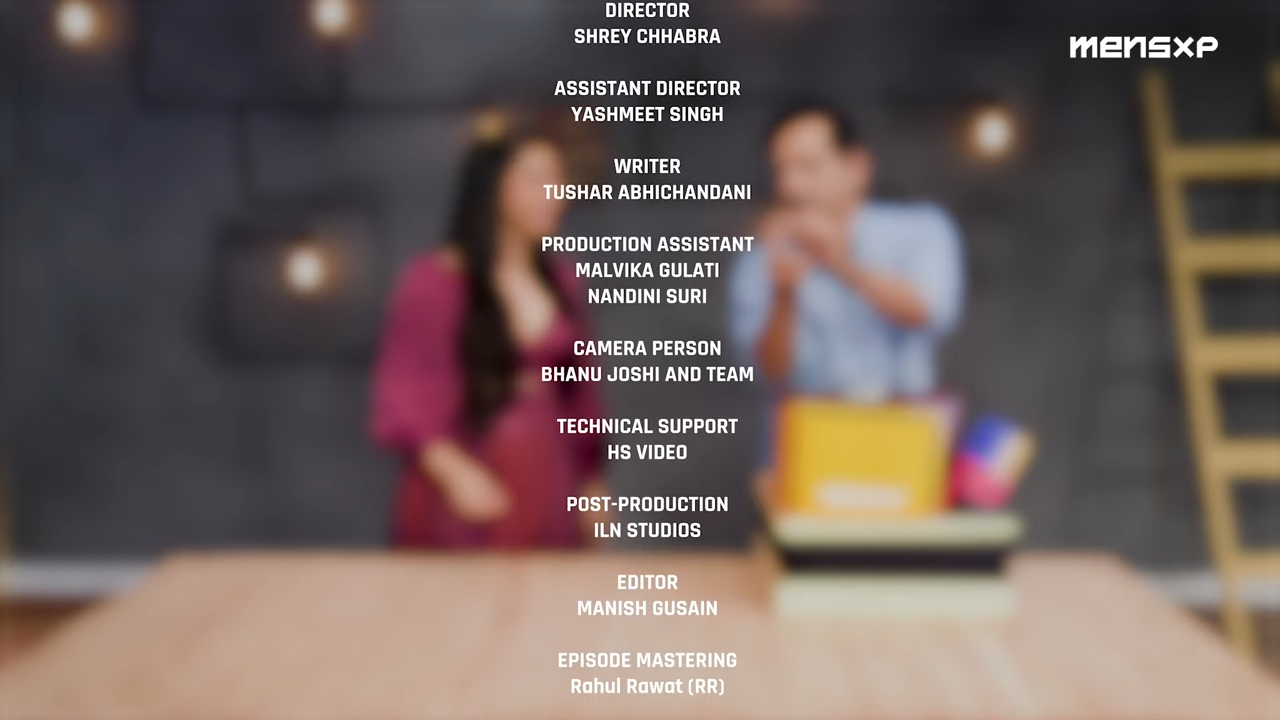 DIRECTOR
SHREY CHHABRA
mensxp
ASSISTANT DIRECTOR
YASHMEET SINGH
WRITER
TUSHAR ABHICHANDANI
PRODUCTION ASSISTANT
MALVIKA GULATI
NANDINI SURI
CAMERA PERSON
BHANU JOSHI AND TEAM
TECHNICAL SUPPORT
HS VIDEO
POST-PRODUCTION
ILN STUDIOS
EDITOR
MANISH GUSAIN
EPISODE MASTERING
Rahul Rawat (RR)